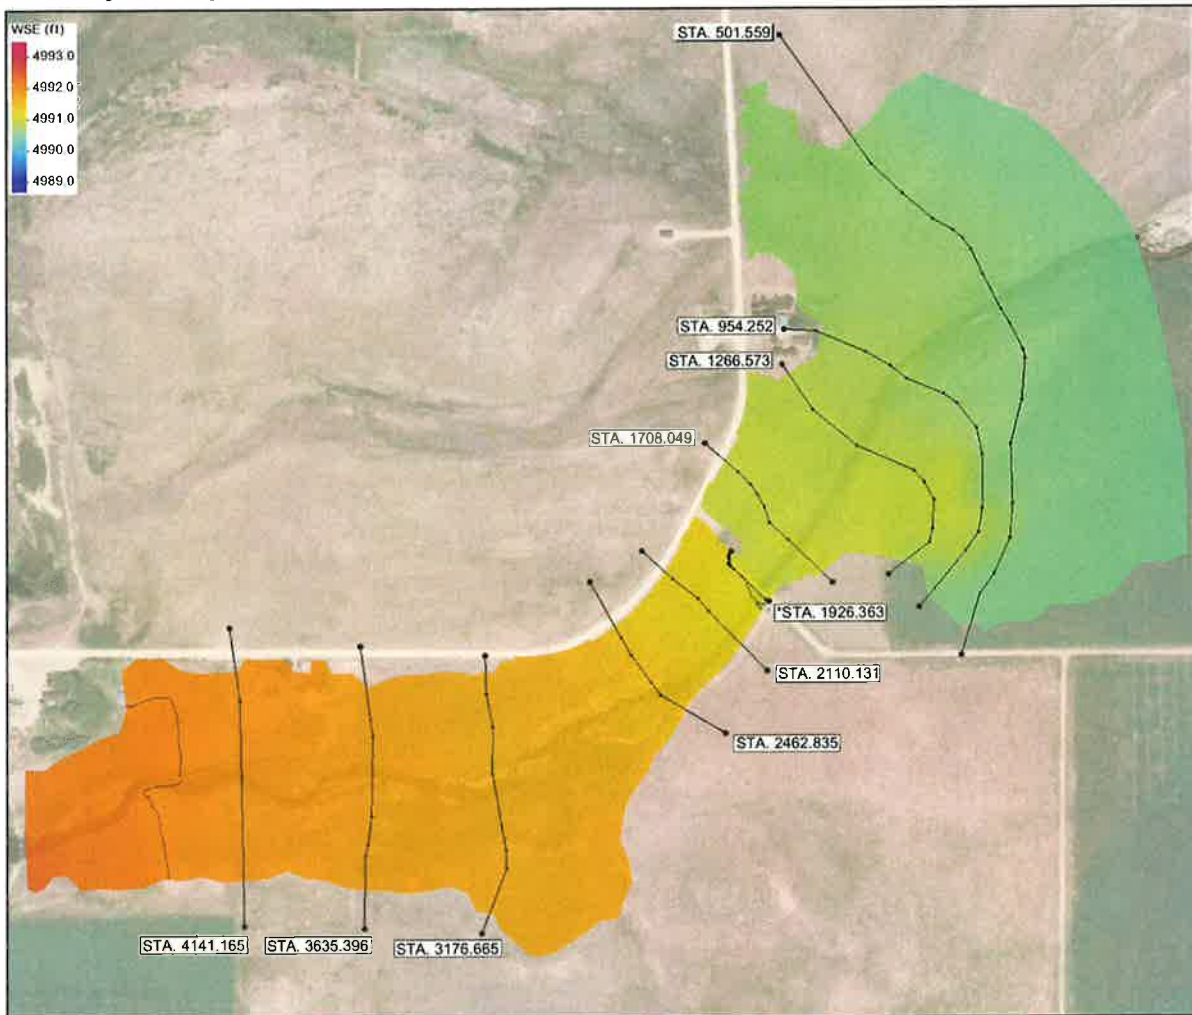 WSE (ft)
4993.0
4992.0
4991.0
4990.0
4989.0
STA. 501.559
STA. 954.252
STA. 1266.573
STA. 1708.049
*STA. 1926.363
STA. 2110.131
STA. 2462.835
STA. 4141.165
STA. 3635.396
STA. 3176.665